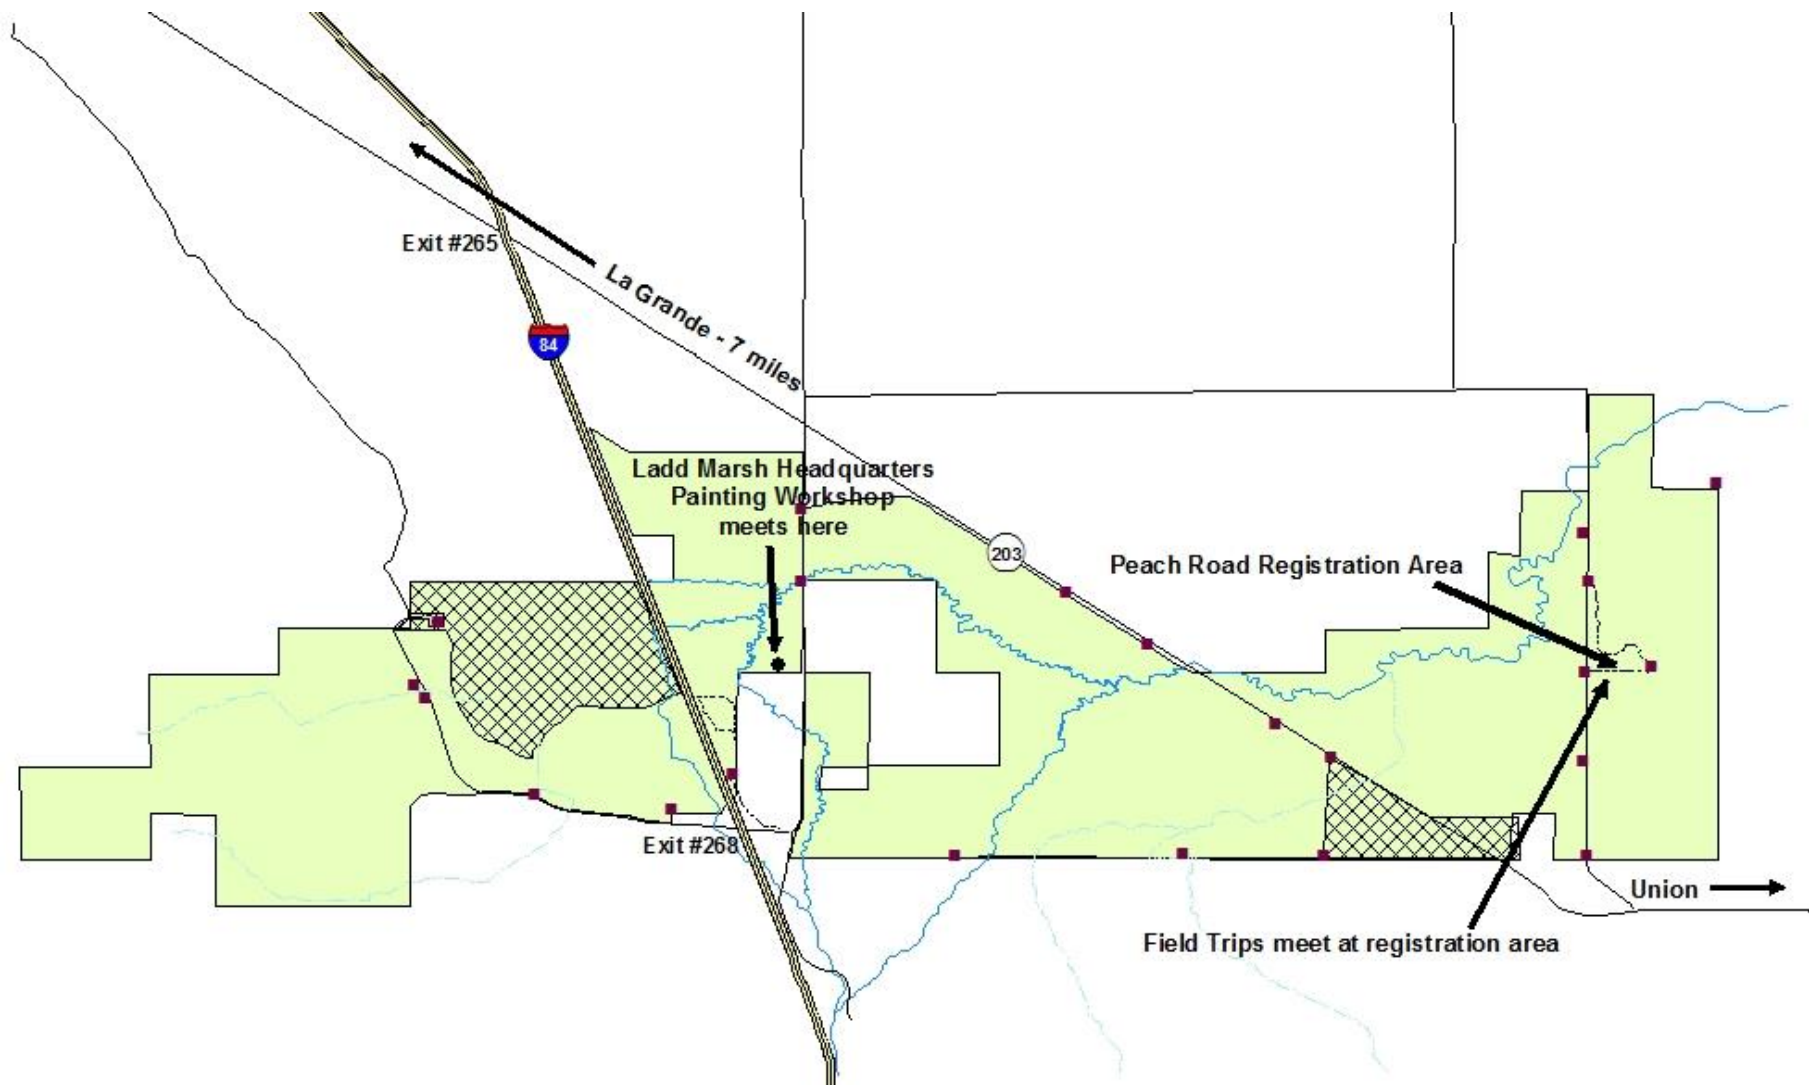 Exit #265
La Grande - 7 miles
84
Ladd Marsh Headquarters
Painting Workshop
meets here
203
Peach Road Registration Area
Exit #268
Union
Field Trips meet at registration area